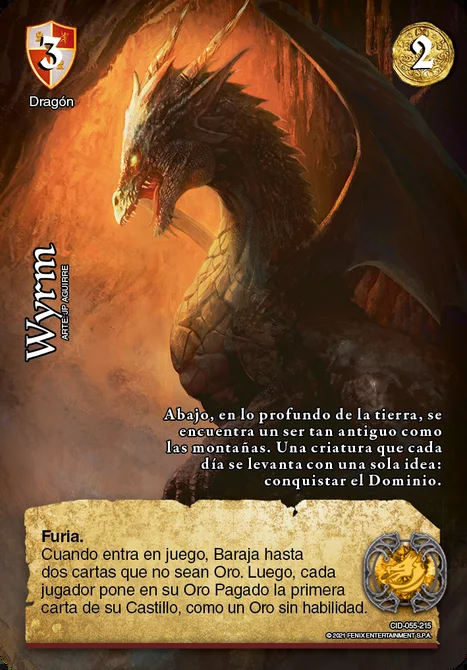 3
2
Dragón
Wyrm
ARTE: JP AGUIRRE
Abajo, en lo profundo de la tierra, se
encuentra un ser tan antiguo como
las montañas. Una criatura que cada
día se levanta con una sola idea:
conquistar el Dominio.
Furia.
Cuando entra en juego, Baraja hasta
dos cartas que no sean Oro. Luego, cada
jugador pone en su Oro Pagado la primera
carta de su Castillo, como un Oro sin habilidad.
CID-055-215
© 2021 FENIX ENTERTAINMENT S.P.A.